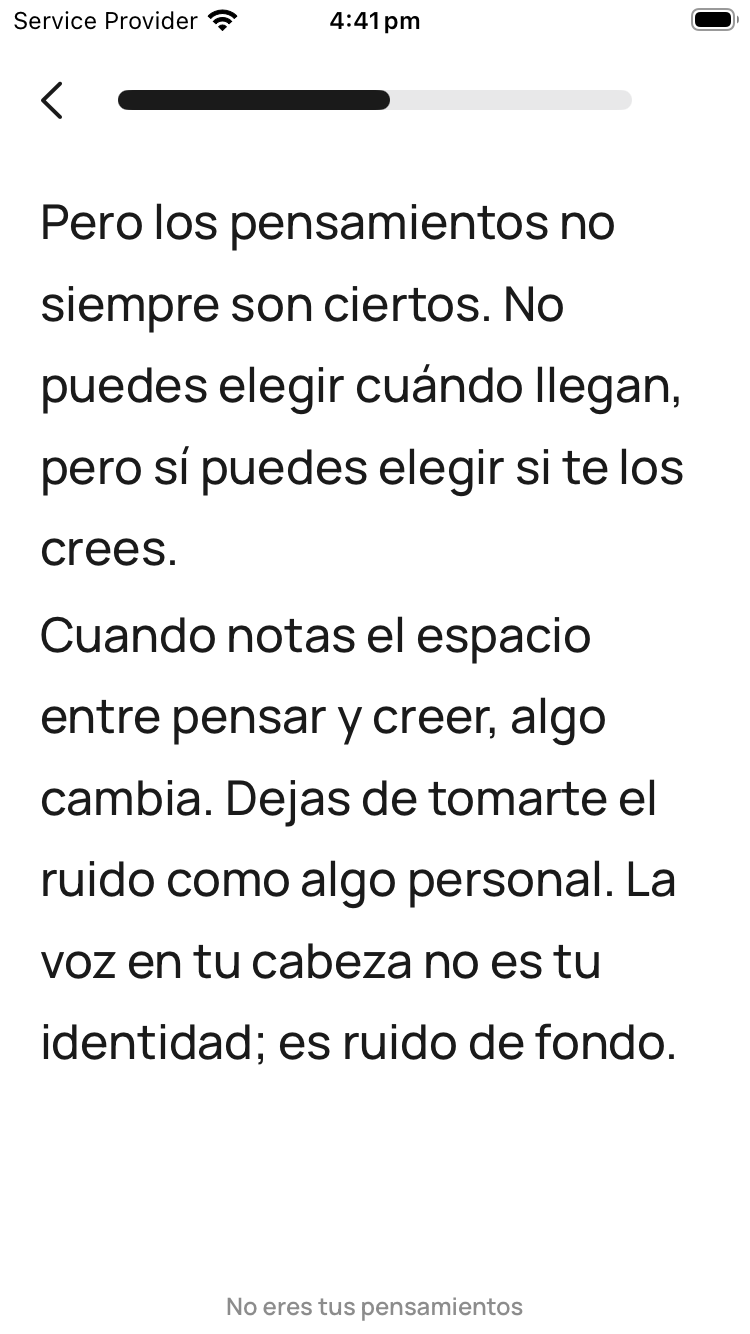 Service Provider 4:41 pm
Pero los pensamientos no
siempre son ciertos. No
puedes elegir cuándo llegan,
pero sí puedes elegir si te los
crees.
Cuando notas el espacio
entre pensar y creer, algo
cambia. Dejas de tomarte el
ruido como algo personal. La
voz en tu cabeza no es tu
identidad; es ruido de fondo.
No eres tus pensamientos